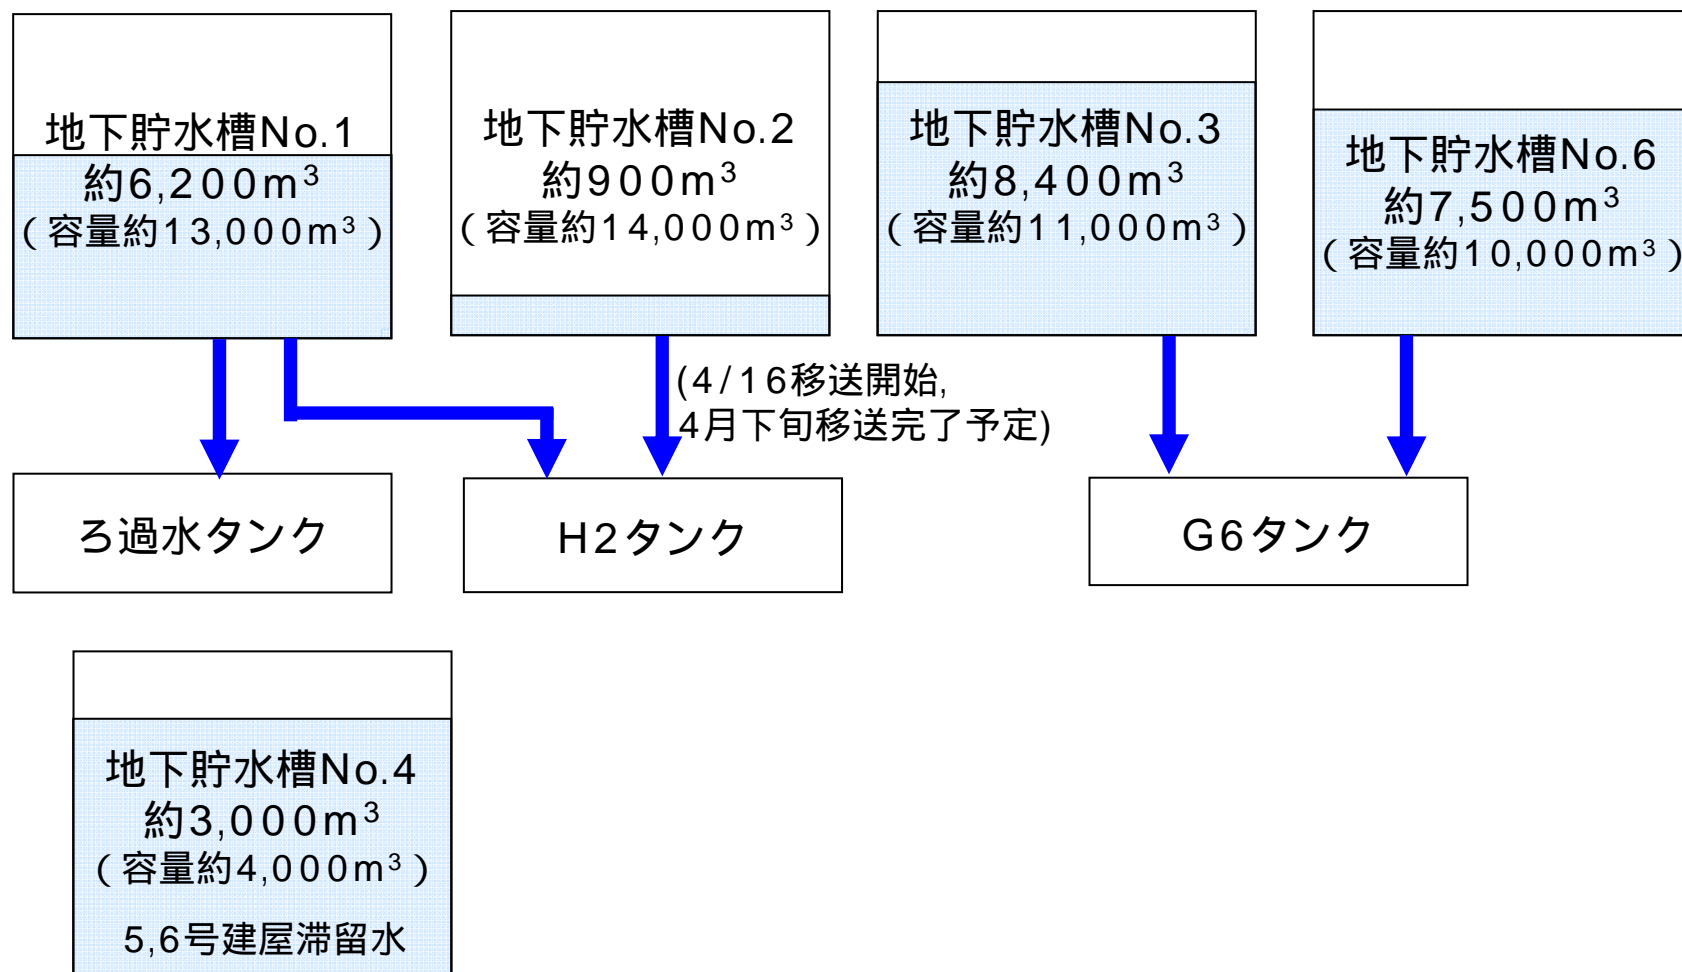 地下貯水槽No.1
約6,200m³
（容量約13,000m³）
地下貯水槽No.2
約900m³
（容量約14,000m³）
地下貯水槽No.3
約8,400m³
（容量約11,000m³）
地下貯水槽No.6
約7,500m³
（容量約10,000m³）
(4/16移送開始,
4月下旬移送完了予定)
ろ過水タンク
H2タンク
G6タンク
地下貯水槽No.4
約3,000m³
（容量約4,000m³）
5,6号建屋滞留水